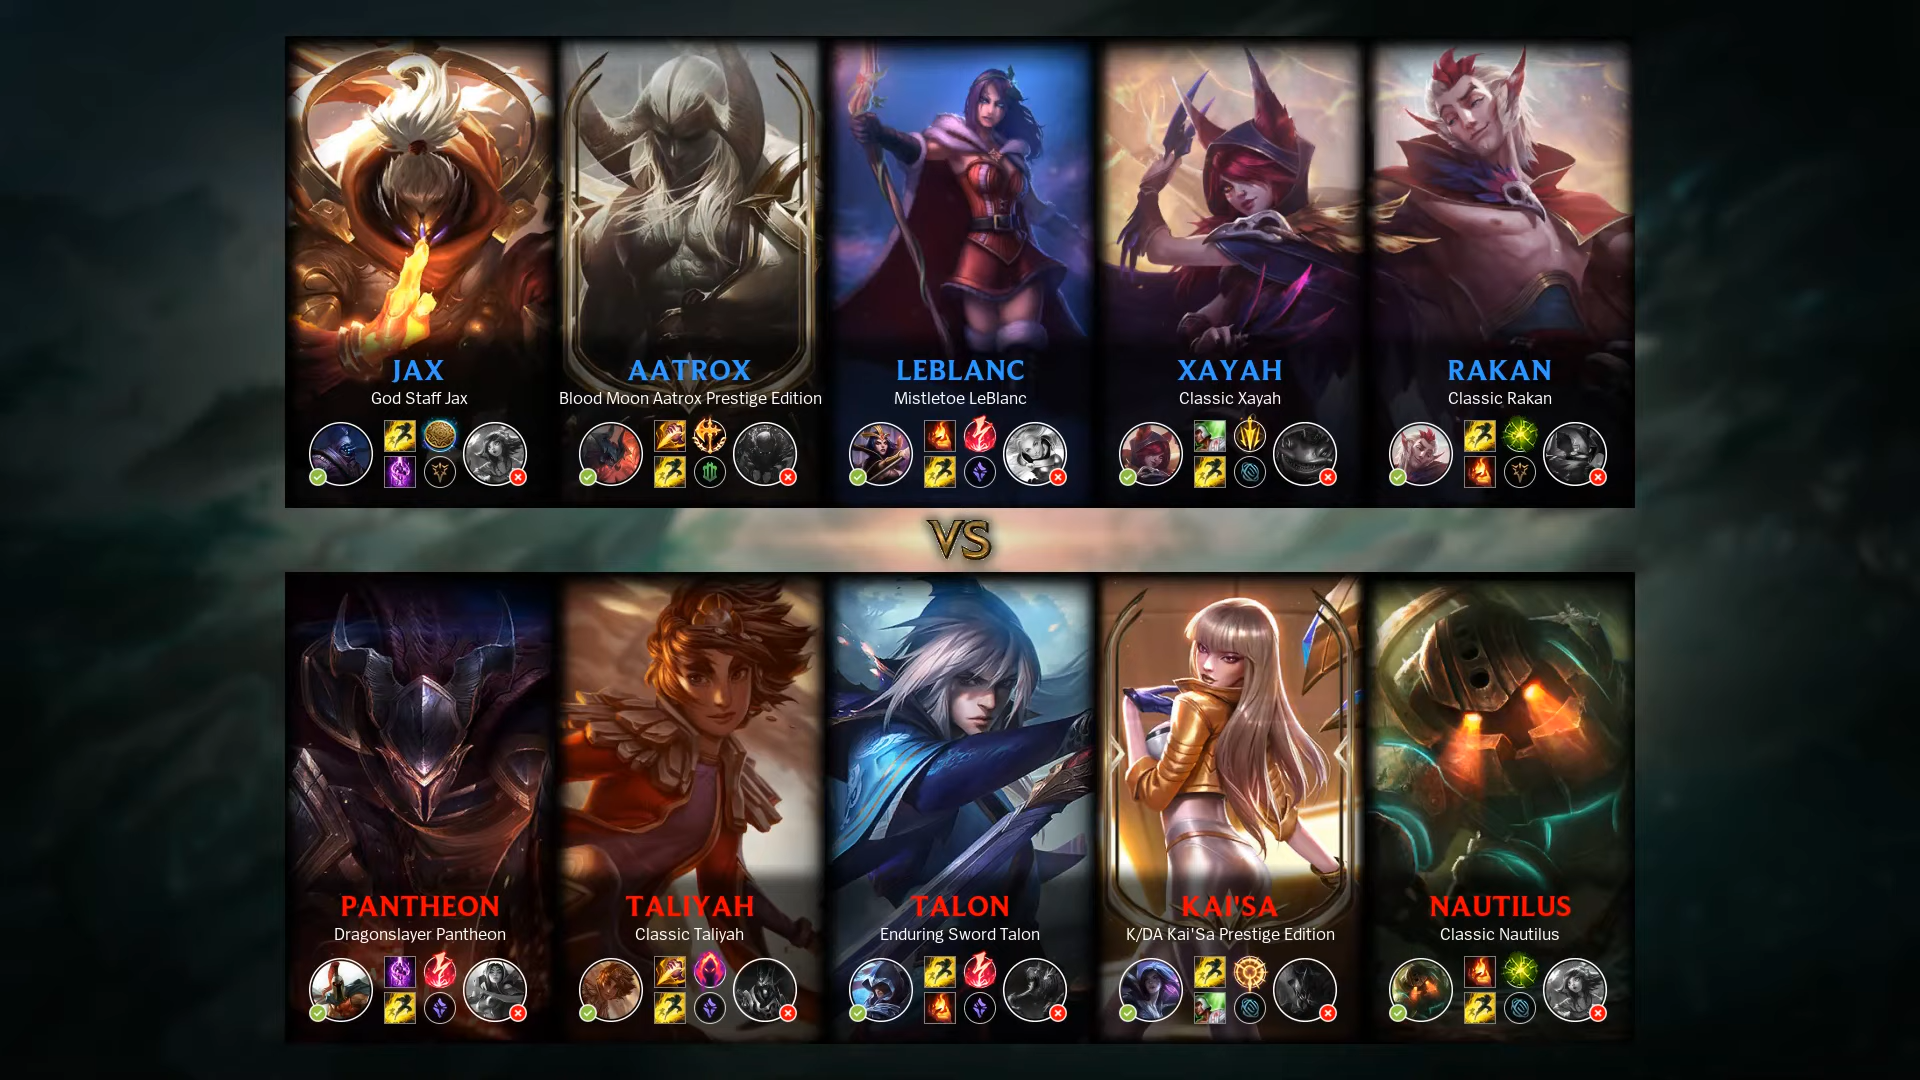 JAX
God Staff Jax
AATROX
Blood Moon Aatrox Prestige Edition
LEBLANC
Mistletoe LeBlanc
XAYAH
Classic Xayah
RAKAN
Classic Rakan
VS
PANTHEON
Dragonslayer Pantheon
TALIYAH
Classic Taliyah
TALON
Enduring Sword Talon
KAI'SA
K/DA Kai'Sa Prestige Edition
NAUTILUS
Classic Nautilus